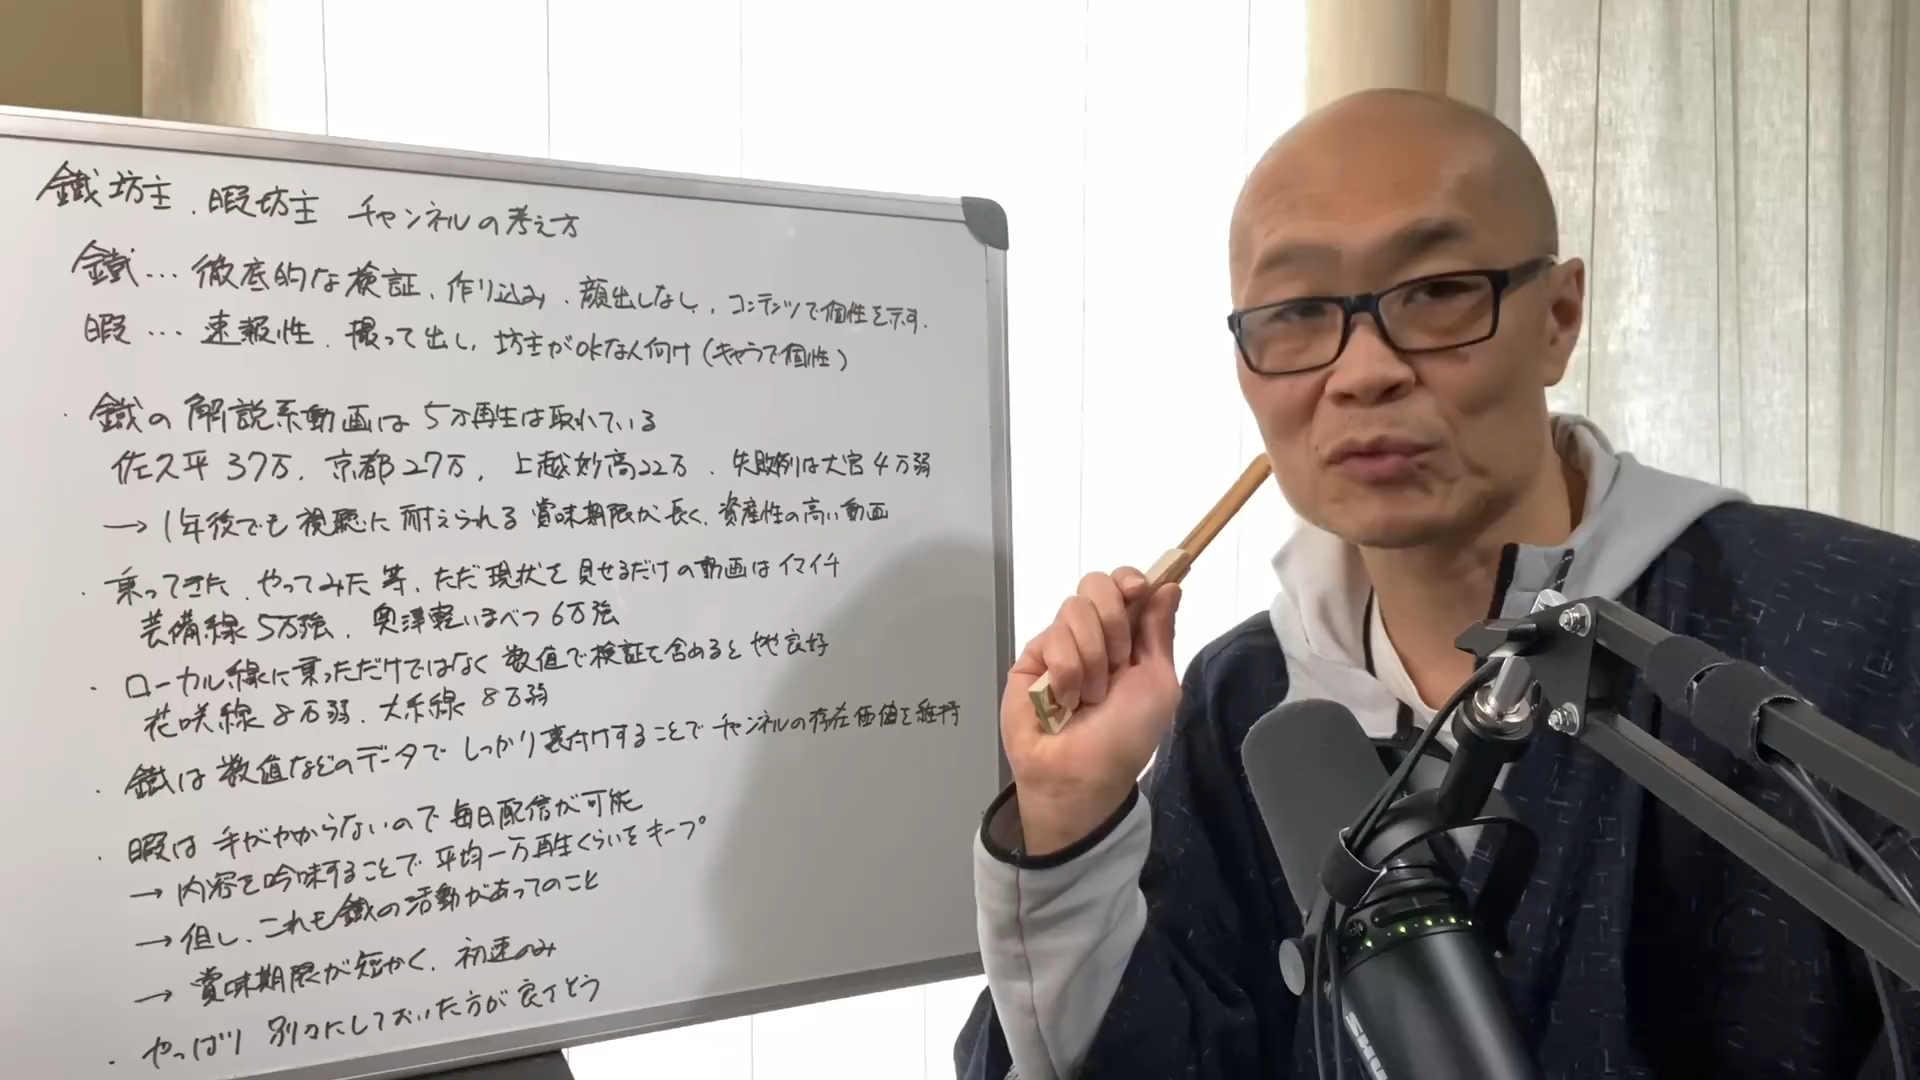 鐵坊主、暇坊主 チャンネルの考え方
鐵…徹底的な検証、作り込み、顔出しなし、コンテンツで個性を示す.
暇…速報性、撮って出し、坊主がOKな人向け(キャラで個性)
・鐵の解説系動画は5万再生は取れている
佐久平37万、京都27万、上越妙高22万、失敗例は大宮4万弱
→1年後でも視聴に耐えられる賞味期限が長く、資産性の高い動画
・乗ってきた、やってみた等、ただ現状を見せるだけの動画はイマイチ
芸備線5万強、奥津軽いまべつ6万強
・ローカル線に乗っただけではなく数値で検証を含めるとやや良好
花咲線8万弱、大糸線8万弱
・鐵は数値などのデータでしっかり裏付けすることでチャンネルの存在価値を維持
・暇は手がかからないので毎日配信が可能
→内容を吟味することで平均一万再生くらいをキープ
→但し、これも鐵の活動があってのこと
→賞味期限が短かく、初速のみ
・やっぱり別々にしておいた方が良さそう
SHU